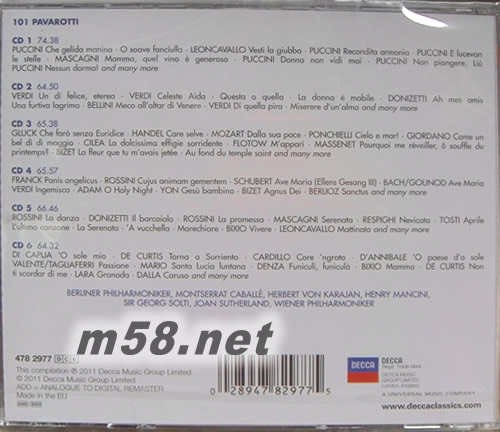 101 PAVAROTTI
CD 1 74.38
PUCCINI Che gelida manina · O soave fanciulla · LEONCAVALLO Vesti la giubba · PUCCINI Recondita armonia · PUCCINI E lucevan
le stelle · MASCAGNI Mamma, quel vino è generoso · PUCCINI Donna non vidi mai · PUCCINI Non piangere, Liù
PUCCINI Nessun dorma! and many more
CD 2 64.50
VERDI Un dì felice, eterea · VERDI Celeste Aida · Questa o quella · La donna è mobile · DONIZETTI Ah mes amis
Una furtiva lagrima · BELLINI Meco all'altar di Venere · VERDI Di quella pira · Miserere d'un'alma and many more
CD 3 65.38
GLUCK Che farò senza Euridice · HANDEL Care selve · MOZART Dalla sua pace · PONCHIELLI Cielo e mar! · GIORDANO Come un
bel dì di maggio · CILEA La dolcissima effigie sorridente · FLOTOW M'apparì · MASSENET Pourquoi me réveiller, ô souffle du
printemps? · BIZET La fleur que tu m'avais jetée · Au fond du temple saint and many more
CD 4 65.57
FRANCK Panis angelicus · ROSSINI Cujus animam gementem · SCHUBERT Ave Maria (Ellens Gesang III) · BACH/GOUNOD Ave Maria
VERDI Ingemisco · ADAM O Holy Night · YON Gesù bambino · BIZET Agnus Dei · BERLIOZ Sanctus and many more
CD 5 66.46
ROSSINI La danza · DONIZETTI Il barcaiolo · ROSSINI La promessa · MASCAGNI Serenata · RESPIGHI Nevicata · TOSTI Aprile
L'ultima canzone · La Serenata · 'A vucchella · Marechiare · BIXIO Vivere · LEONCAVALLO Mattinata and many more
CD 6 64.32
DI CAPUA 'O sole mio · DE CURTIS Torna a Surriento · CARDILLO Core 'ngrato · D'ANNIBALE 'O paese d'o sole
VALENTE/TAGLIAFERRI Passione · MARIO Santa Lucia luntana · DENZA Funiculì, funiculà · BIXIO Mamma · DE CURTIS Non
ti scordar di me · LARA Granada · DALLA Caruso and many more
BERLINER PHILHARMONIKER, MONTSERRAT CABALLÉ, HERBERT VON KARAJAN, HENRY MANCINI,
SIR GEORG SOLTI, JOAN SUTHERLAND, WIENER PHILHARMONIKER
m58.net
478 2977
This compilation ℗ 2011 Decca Music Group Limited
© 2011 Decca Music Group Limited
ADD = ANALOGUE TO DIGITAL REMASTER
Made in the EU
0 28947 82977 5
DECCA
DECCA
Regd. Trade Mark
DECCA MUSIC
GROUP LIMITED
LONDON, ENGLAND
A UNIVERSAL MUSIC COMPANY
www.deccaclassics.com